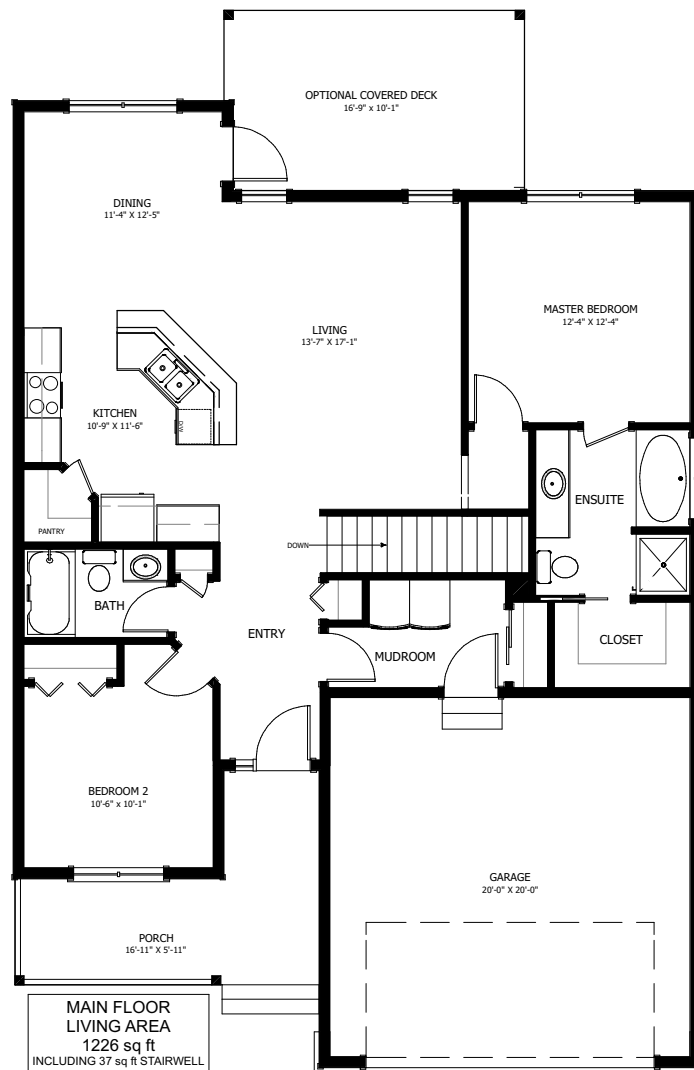 OPTIONAL COVERED DECK
16'-9" x 10'-1"
DINING
11'-4" X 12'-5"
MASTER BEDROOM
12'-4" X 12'-4"
LIVING
13'-7" X 17'-1"
KITCHEN
10'-9" X 11'-6"
D/W
ENSUITE
PANTRY
DOWN
BATH
ENTRY
MUDROOM
CLOSET
BEDROOM 2
10'-6" x 10'-1"
GARAGE
20'-0" X 20'-0"
PORCH
16'-11" X 5'-11"
MAIN FLOOR
LIVING AREA
1226 sq ft
INCLUDING 37 sq ft STAIRWELL